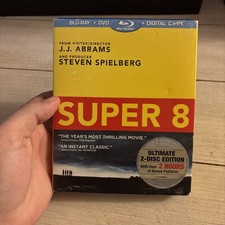 BLU-RAY + DVD + DIGITAL COPY
FROM WRITER/DIRECTOR
J.J. ABRAMS
AND PRODUCER
STEVEN SPIELBERG
SUPER 8
"THE YEAR'S MOST THRILLING MOVIE."
"AN INSTANT CLASSIC."
ULTIMATE
2-DISC EDITION
With Over 2 HOURS
of Bonus Features